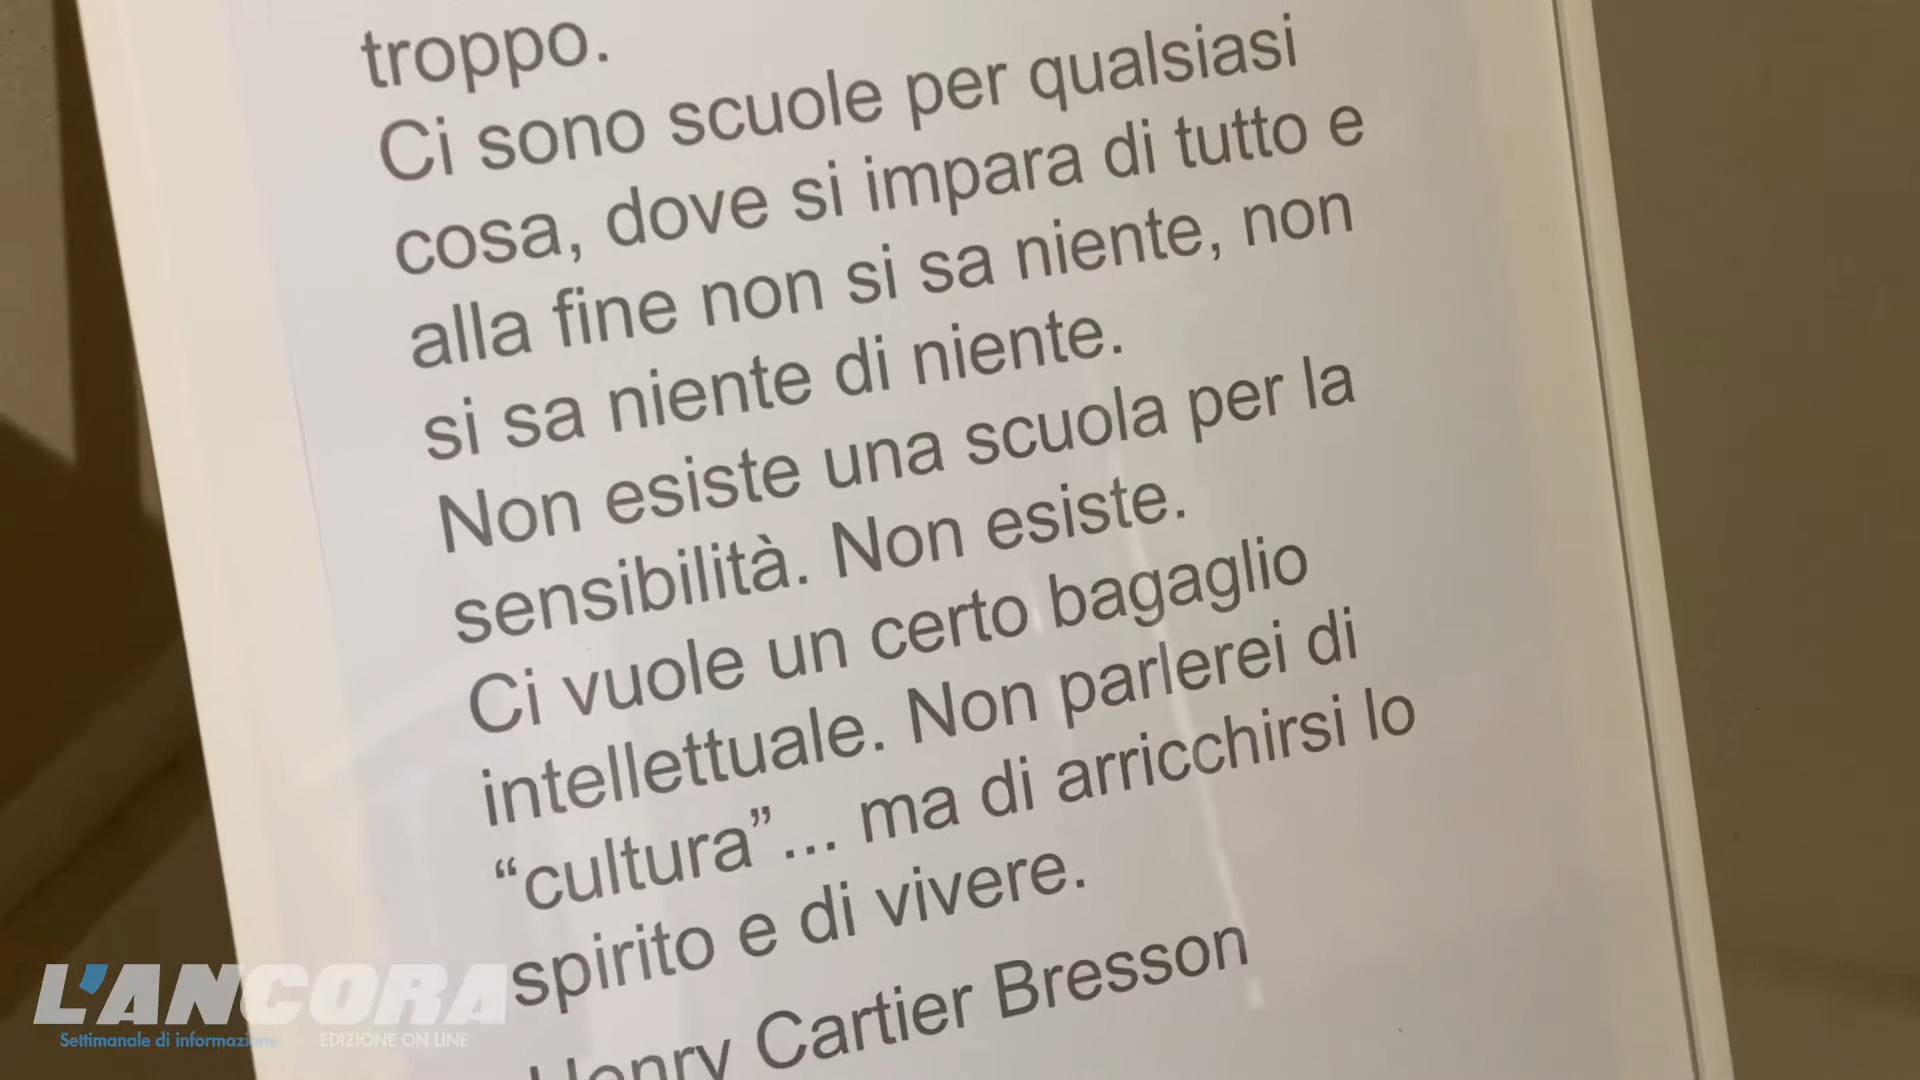 troppo.
Ci sono scuole per qualsiasi
cosa, dove si impara di tutto e
alla fine non si sa niente, non
si sa niente di niente.
Non esiste una scuola per la
sensibilità. Non esiste.
Ci vuole un certo bagaglio
intellettuale. Non parlerei di
“cultura”... ma di arricchirsi lo
spirito e di vivere.
Henry Cartier Bresson
L'ANCORA
Settimanale di informazione - EDIZIONE ON LINE